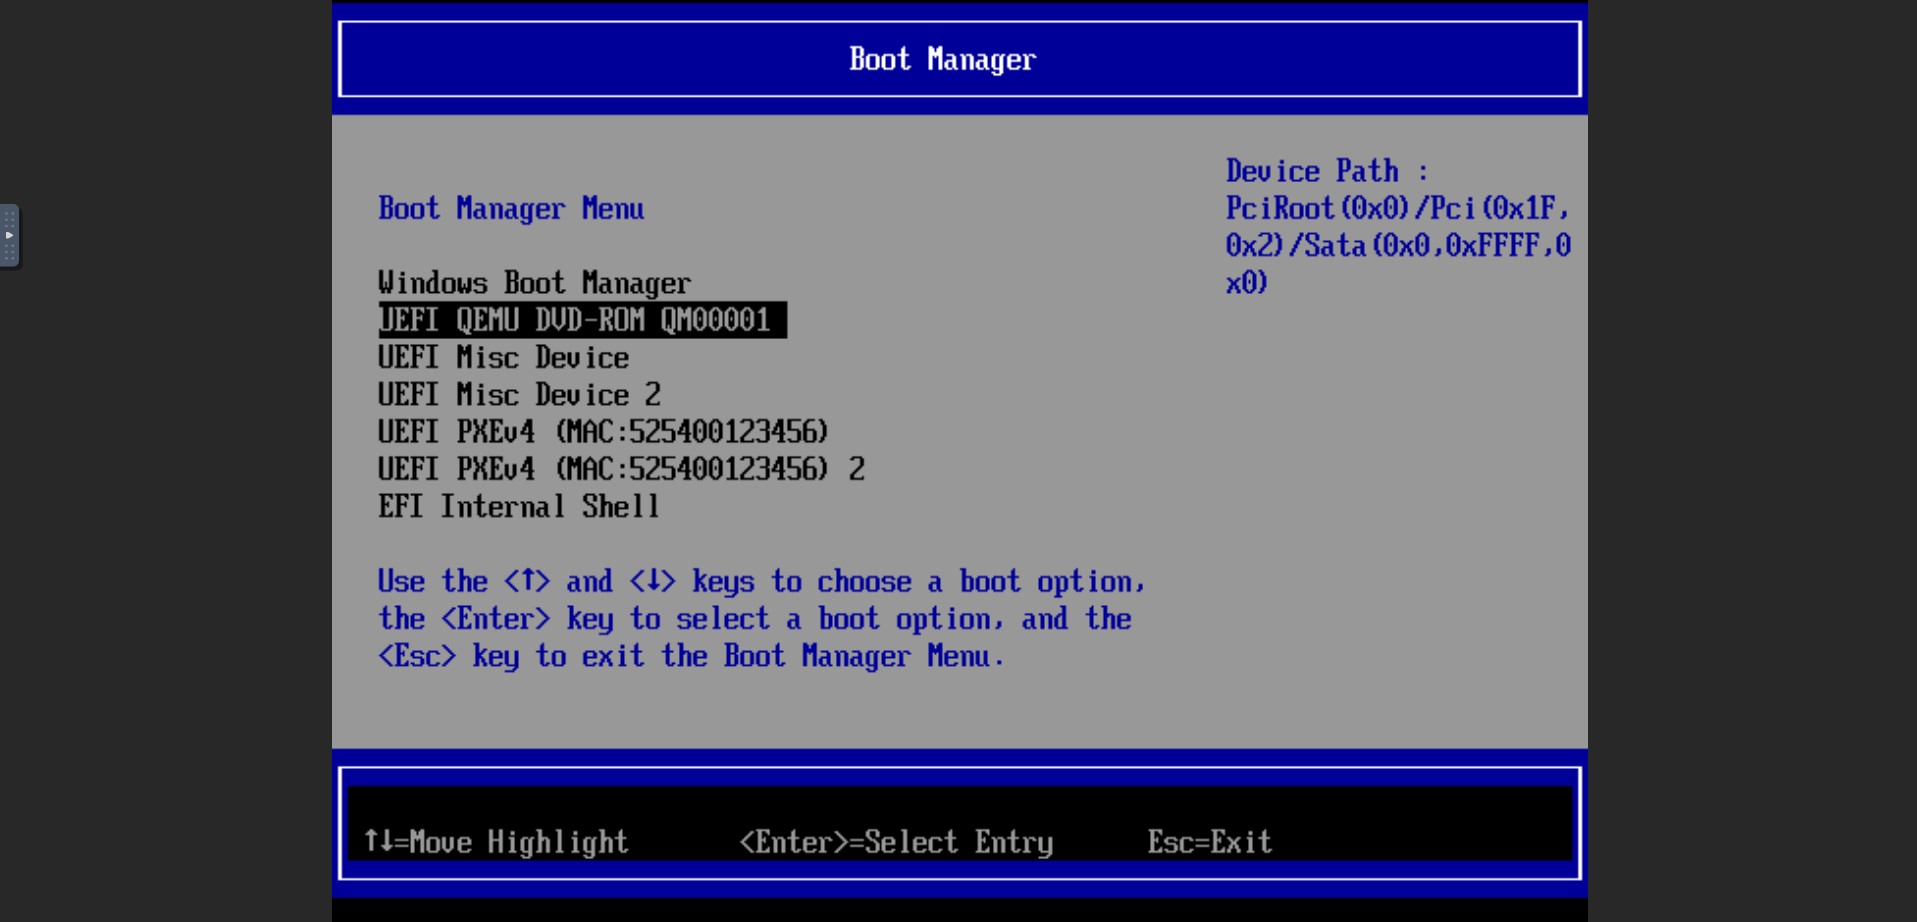 Boot Manager
Device Path :
PciRoot(0x0)/Pci(0x1F,
0x2)/Sata(0x0,0xFFFF,0
x0)
Boot Manager Menu
Windows Boot Manager
UEFI QEMU DVD-ROM QM00001
UEFI Misc Device
UEFI Misc Device 2
UEFI PXEv4 (MAC:525400123456)
UEFI PXEv4 (MAC:525400123456) 2
EFI Internal Shell
Use the <↑> and <↓> keys to choose a boot option,
the <Enter> key to select a boot option, and the
<Esc> key to exit the Boot Manager Menu.
↑↓=Move Highlight <Enter>=Select Entry Esc=Exit